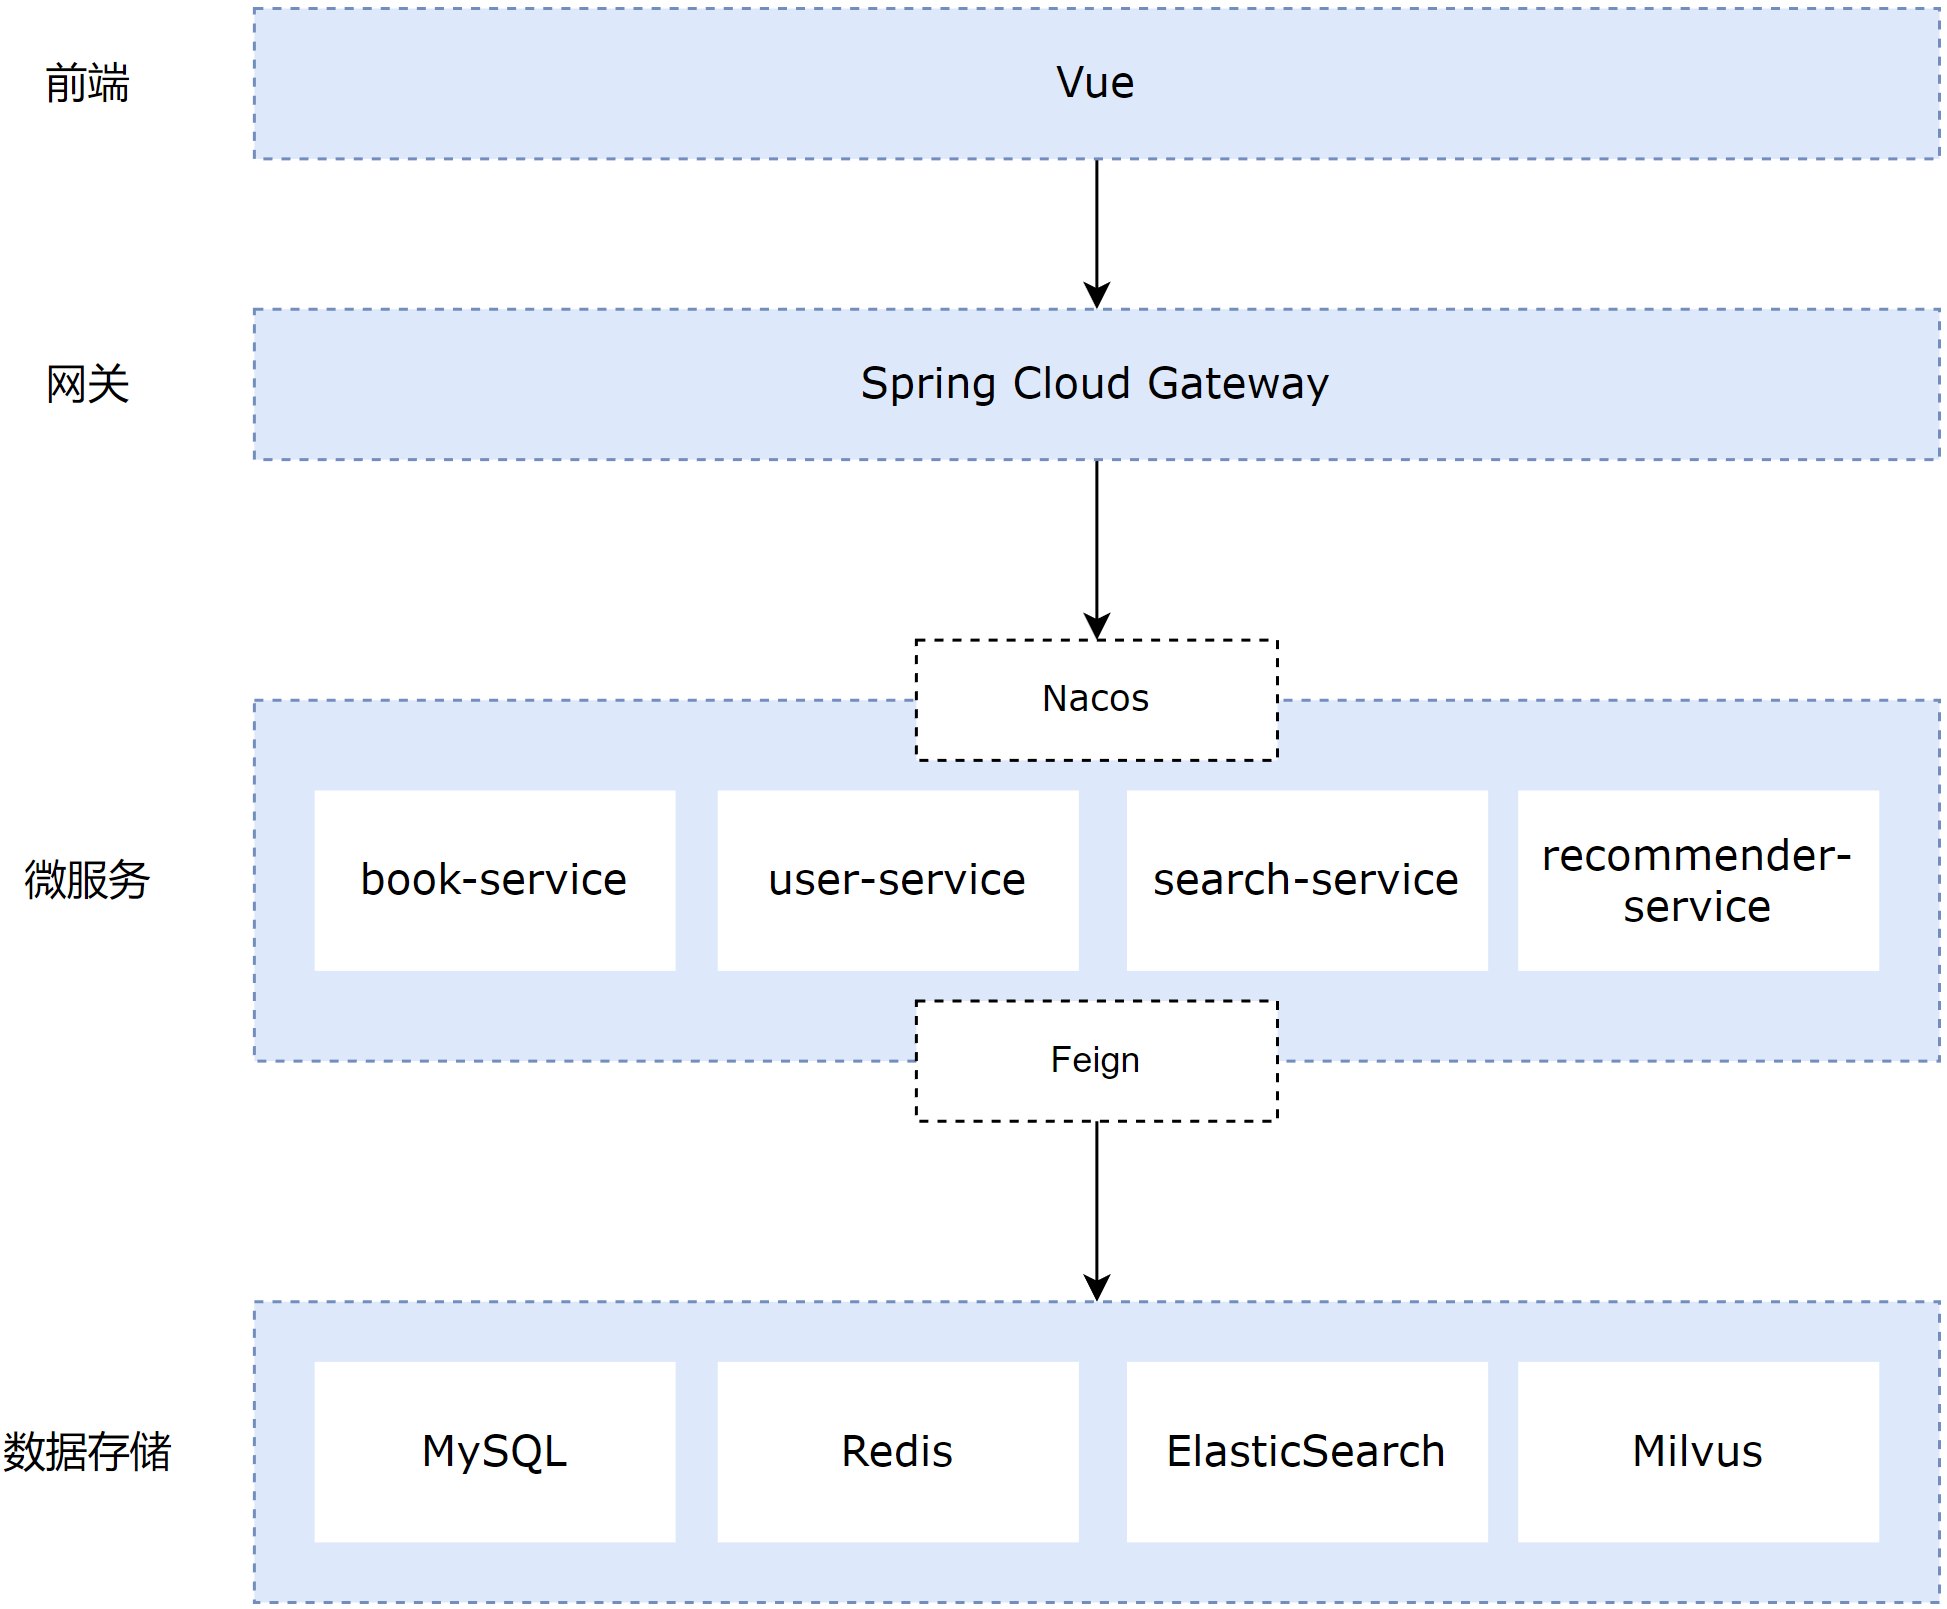 前端
Vue
网关
Spring Cloud Gateway
Nacos
微服务
book-service
user-service
search-service
recommender-
service
Feign
数据存储
MySQL
Redis
ElasticSearch
Milvus